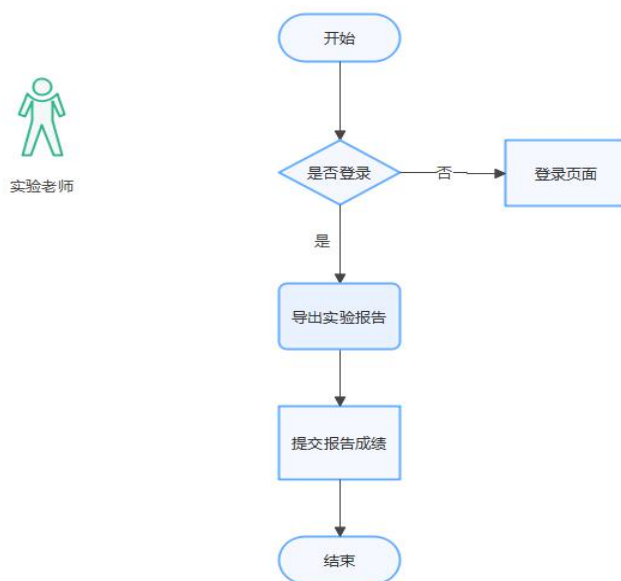 开始
实验老师
是否登录
否
登录页面
是
导出实验报告
提交报告成绩
结束